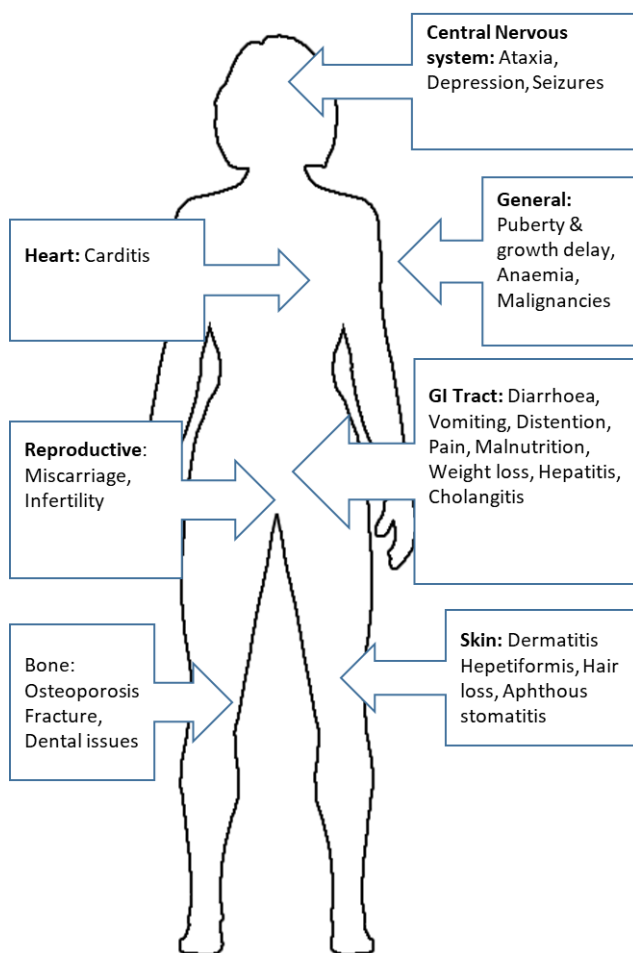 Central Nervous
system: Ataxia,
Depression, Seizures
General:
Puberty &
growth delay,
Anaemia,
Malignancies
Heart: Carditis
GI Tract: Diarrhoea,
Vomiting, Distention,
Pain, Malnutrition,
Weight loss, Hepatitis,
Cholangitis
Reproductive:
Miscarriage,
Infertility
Skin: Dermatitis
Hepetiformis, Hair
loss, Aphthous
stomatitis
Bone:
Osteoporosis
Fracture,
Dental issues